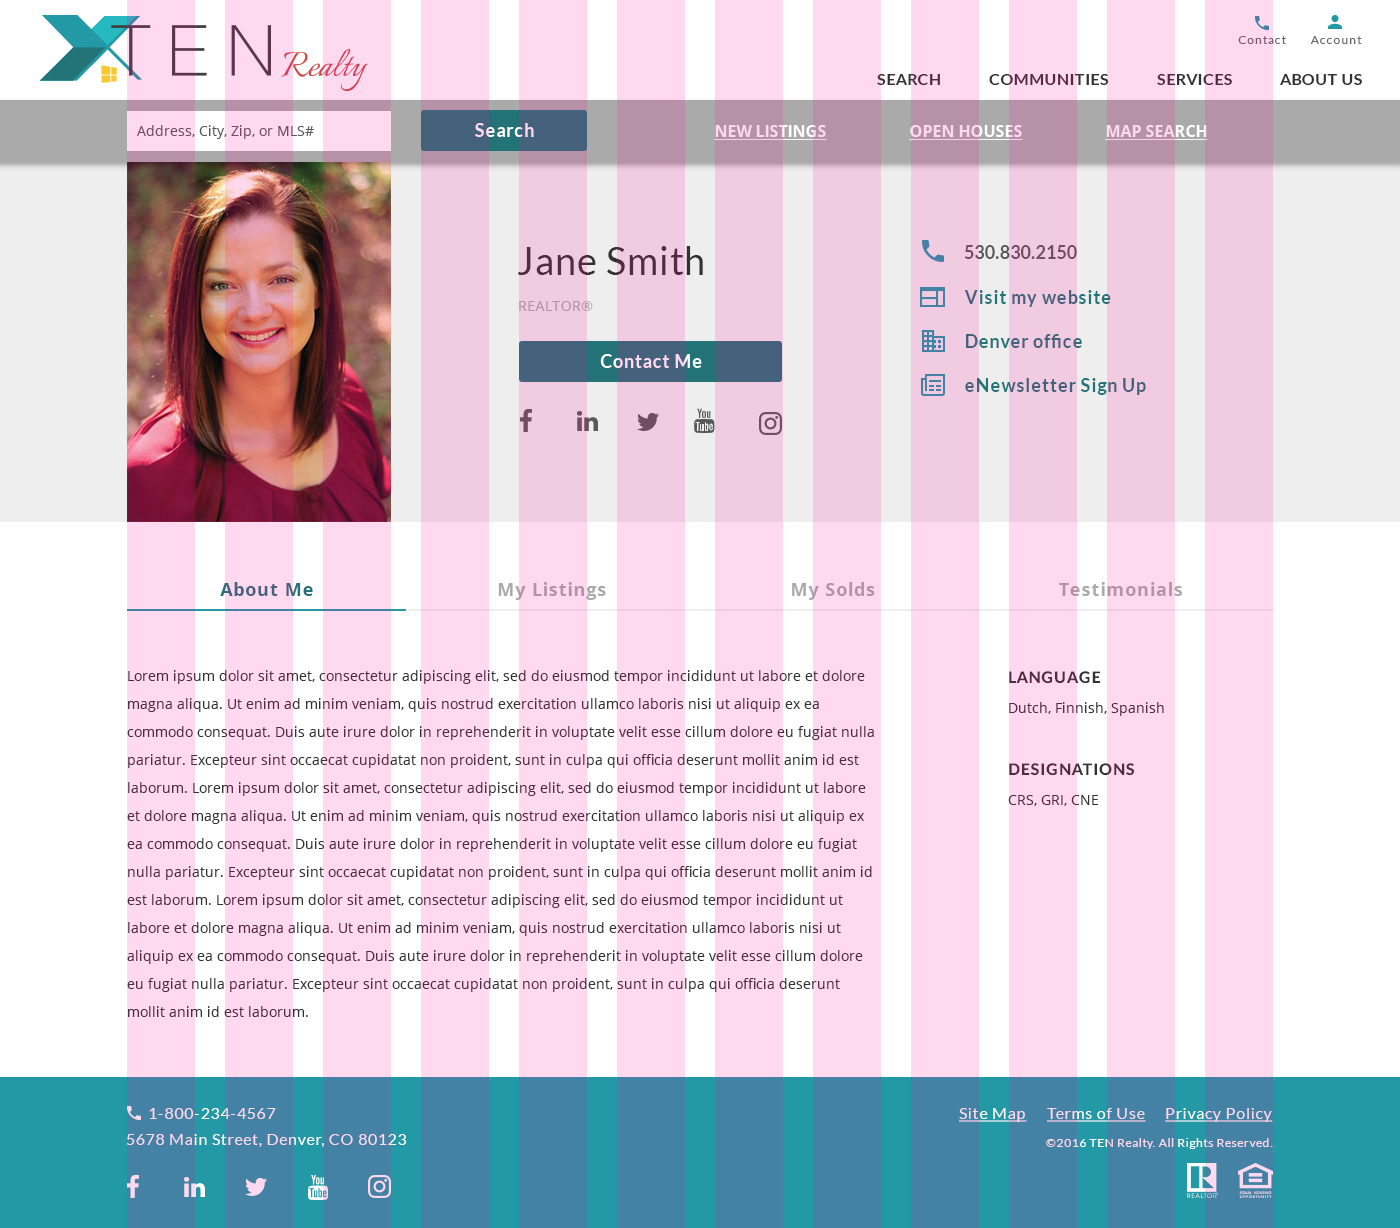 TEN Realty
Contact
Account
SEARCH
COMMUNITIES
SERVICES
ABOUT US
Address, City, Zip, or MLS#
Search
NEW LISTINGS
OPEN HOUSES
MAP SEARCH
Jane Smith
REALTOR®
Contact Me
You
Tube
530.830.2150
Visit my website
Denver office
eNewsletter Sign Up
About Me
My Listings
My Solds
Testimonials
Lorem ipsum dolor sit amet, consectetur adipiscing elit, sed do eiusmod tempor incididunt ut labore et dolore
magna aliqua. Ut enim ad minim veniam, quis nostrud exercitation ullamco laboris nisi ut aliquip ex ea
commodo consequat. Duis aute irure dolor in reprehenderit in voluptate velit esse cillum dolore eu fugiat nulla
pariatur. Excepteur sint occaecat cupidatat non proident, sunt in culpa qui officia deserunt mollit anim id est
laborum. Lorem ipsum dolor sit amet, consectetur adipiscing elit, sed do eiusmod tempor incididunt ut labore
et dolore magna aliqua. Ut enim ad minim veniam, quis nostrud exercitation ullamco laboris nisi ut aliquip ex
ea commodo consequat. Duis aute irure dolor in reprehenderit in voluptate velit esse cillum dolore eu fugiat
nulla pariatur. Excepteur sint occaecat cupidatat non proident, sunt in culpa qui officia deserunt mollit anim id
est laborum. Lorem ipsum dolor sit amet, consectetur adipiscing elit, sed do eiusmod tempor incididunt ut
labore et dolore magna aliqua. Ut enim ad minim veniam, quis nostrud exercitation ullamco laboris nisi ut
aliquip ex ea commodo consequat. Duis aute irure dolor in reprehenderit in voluptate velit esse cillum dolore
eu fugiat nulla pariatur. Excepteur sint occaecat cupidatat non proident, sunt in culpa qui officia deserunt
mollit anim id est laborum.
LANGUAGE
Dutch, Finnish, Spanish
DESIGNATIONS
CRS, GRI, CNE
1-800-234-4567
5678 Main Street, Denver, CO 80123
You
Tube
Site Map
Terms of Use
Privacy Policy
©2016 TEN Realty. All Rights Reserved.
R
REALTOR®
EQUAL HOUSING
OPPORTUNITY